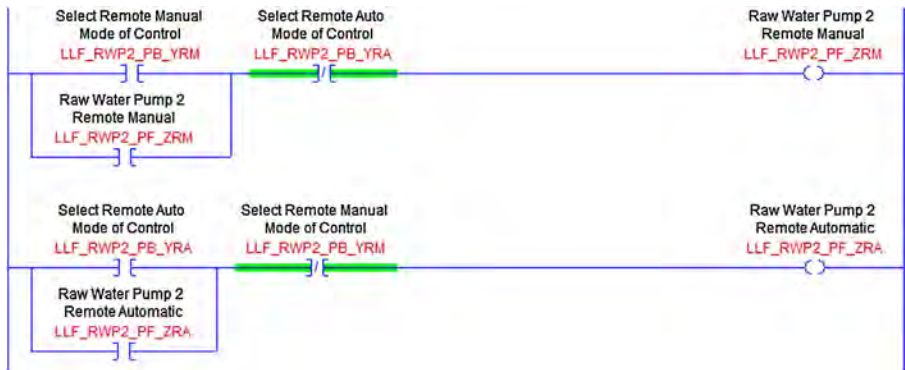 Select Remote Manual
Mode of Control
LLF_RWP2_PB_YRM
Select Remote Auto
Mode of Control
LLF_RWP2_PB_YRA
Raw Water Pump 2
Remote Manual
LLF_RWP2_PF_ZRM
Raw Water Pump 2
Remote Manual
LLF_RWP2_PF_ZRM
Select Remote Auto
Mode of Control
LLF_RWP2_PB_YRA
Select Remote Manual
Mode of Control
LLF_RWP2_PB_YRM
Raw Water Pump 2
Remote Automatic
LLF_RWP2_PF_ZRA
Raw Water Pump 2
Remote Automatic
LLF_RWP2_PF_ZRA